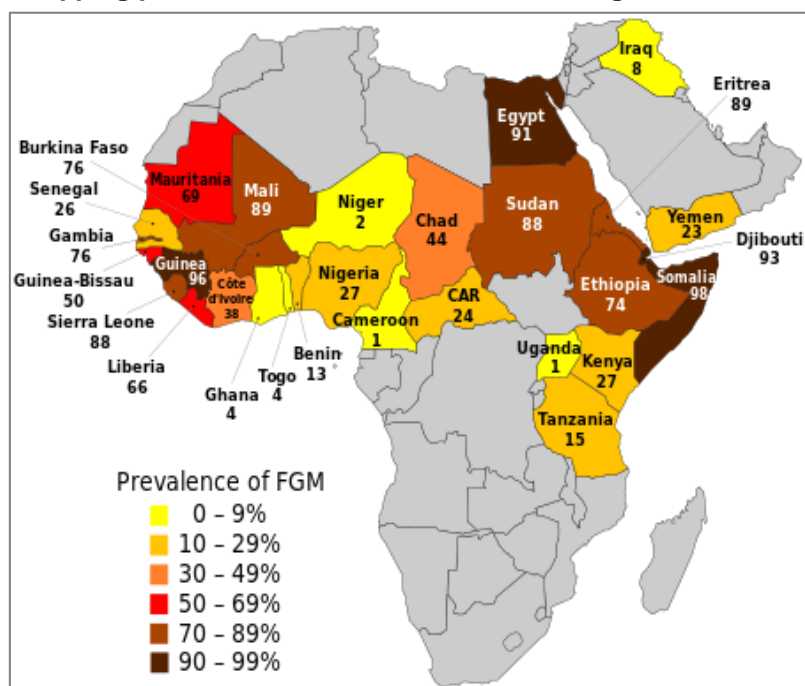 Iraq
8
Eritrea
89
Egypt
91
Burkina Faso
76
Mauritania
69
Mali
89
Senegal
26
Niger
2
Chad
44
Sudan
88
Yemen
23
Gambia
76
Djibouti
93
Guinea
96
Guinea-Bissau
50
Côte
d'Ivoire
38
Nigeria
27
Ethiopia
74
Somalia
98
CAR
24
Sierra Leone
88
Cameroon
1
Uganda
1
Kenya
27
Liberia
66
Benin
13
Togo
4
Ghana
4
Tanzania
15
Prevalence of FGM
0 – 9%
10 – 29%
30 – 49%
50 – 69%
70 – 89%
90 – 99%